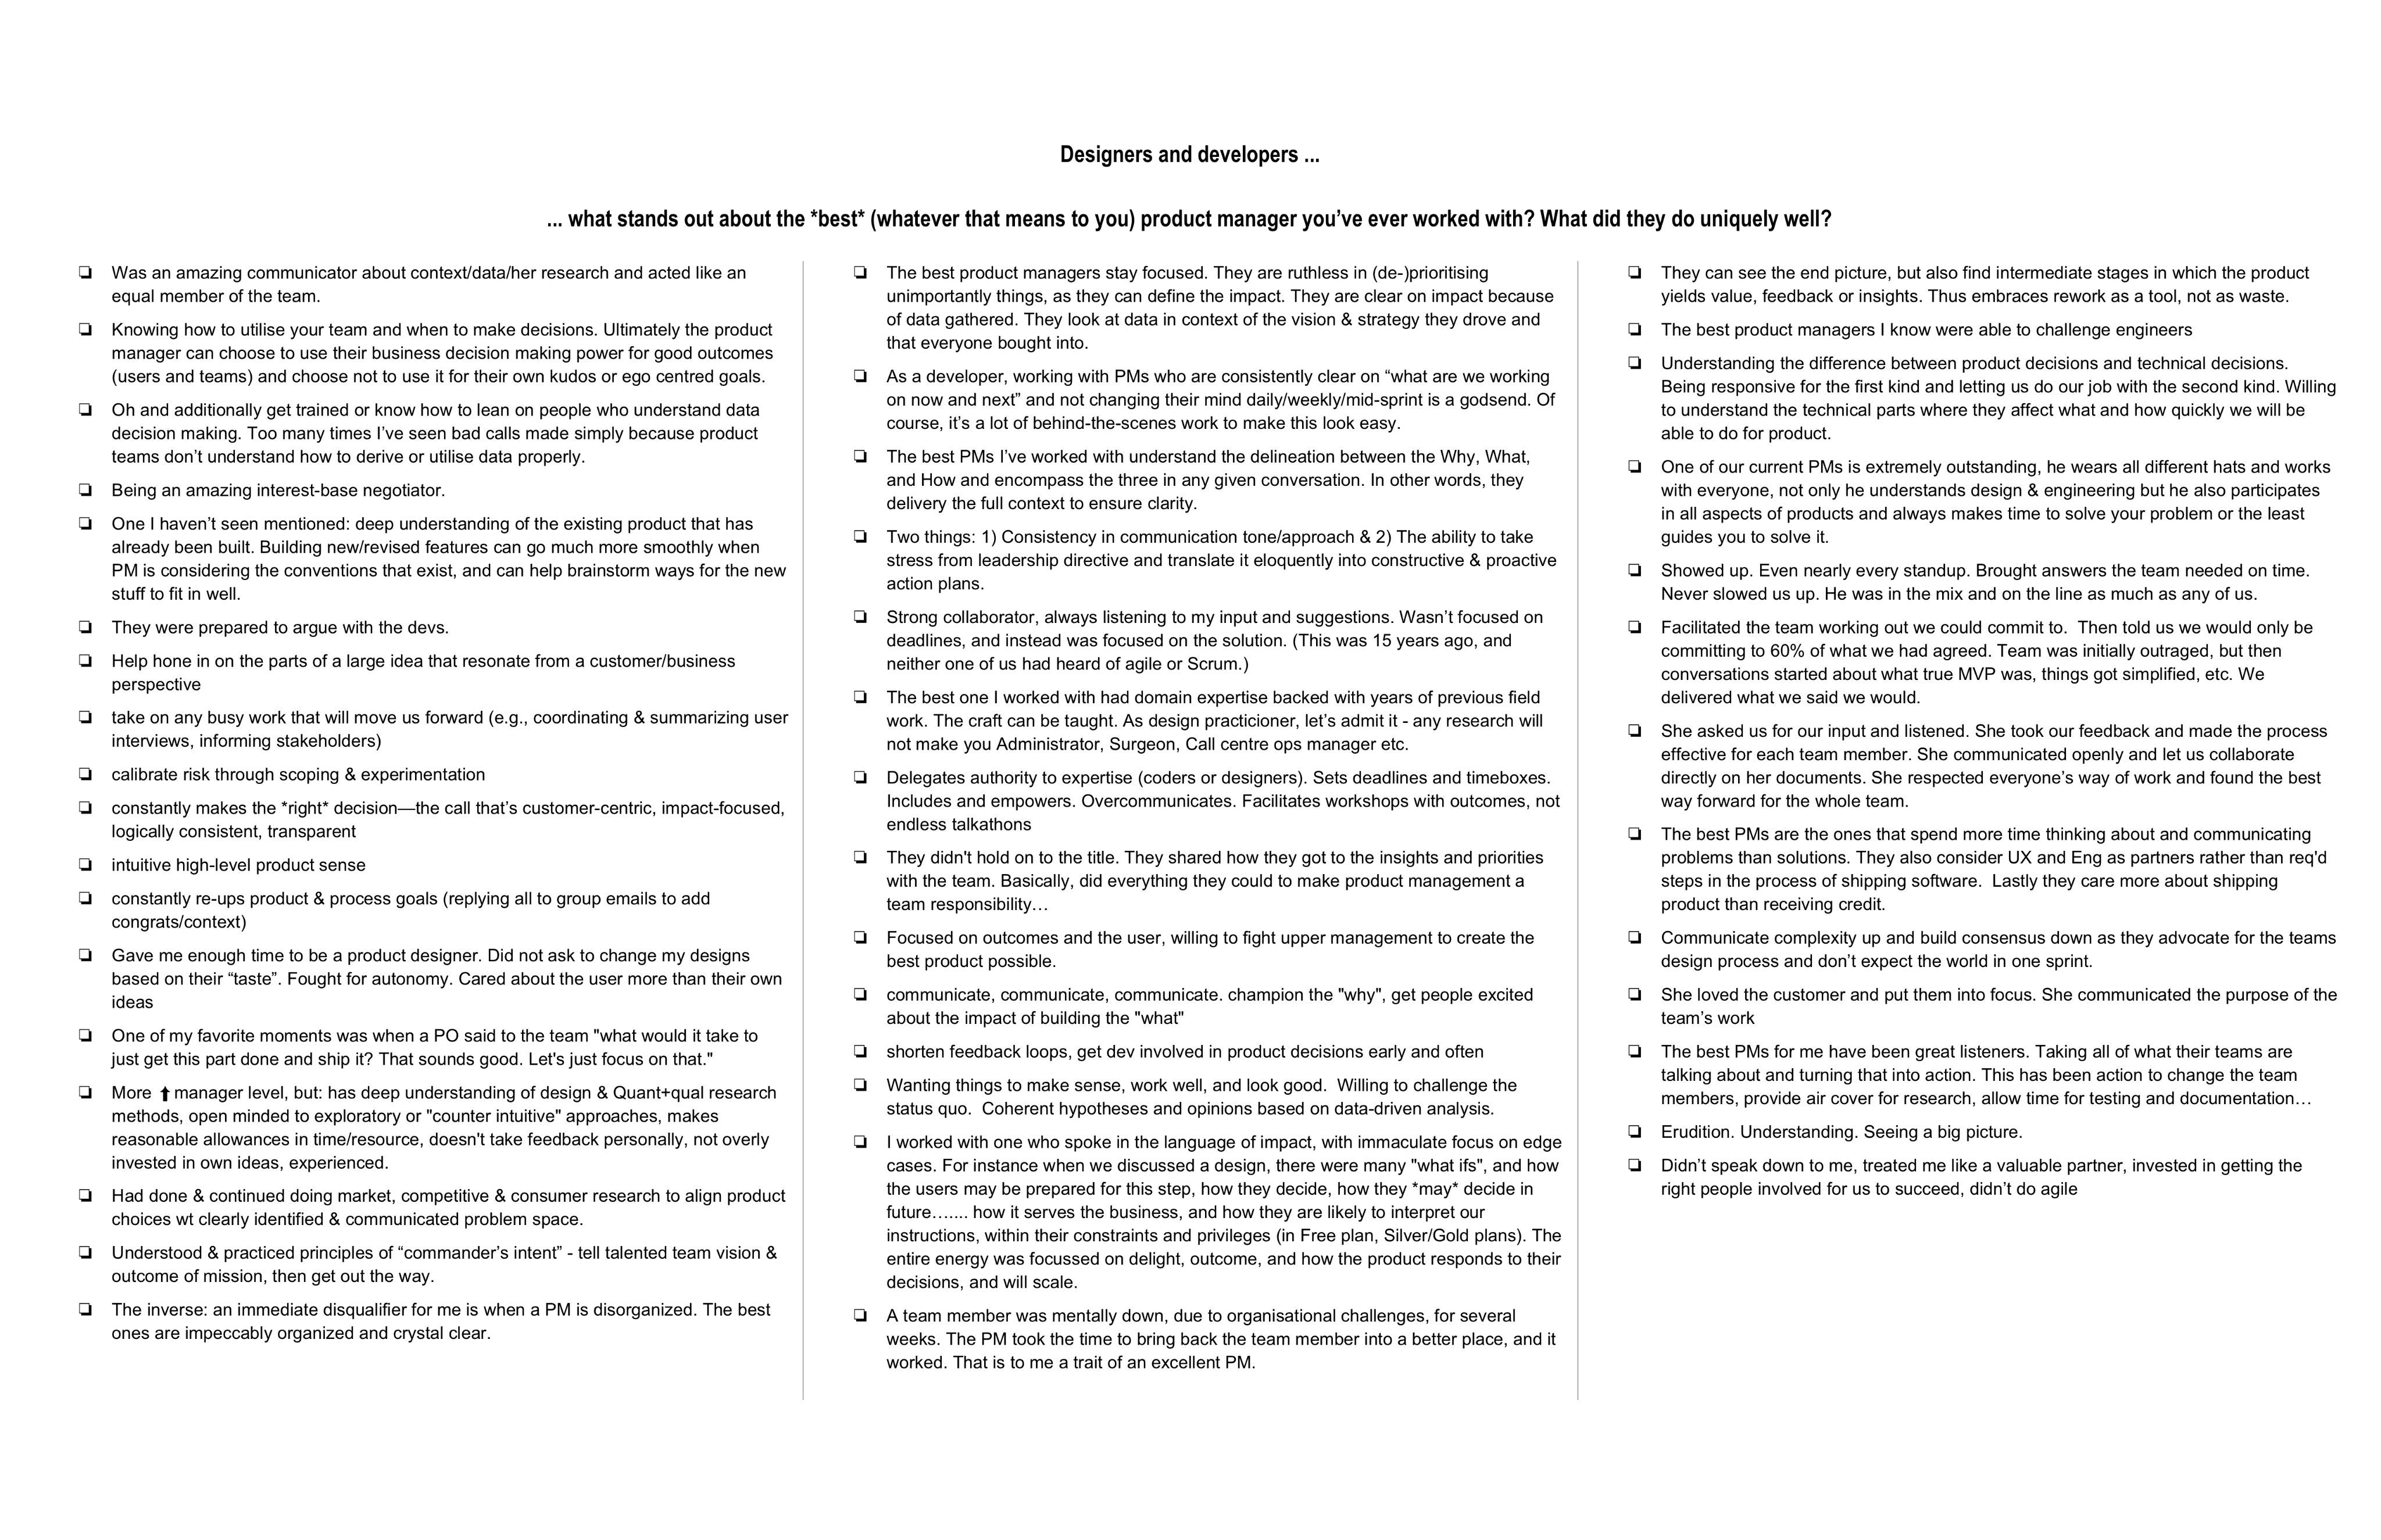 Designers and developers ...
... what stands out about the *best* (whatever that means to you) product manager you’ve ever worked with? What did they do uniquely well?
❏ Was an amazing communicator about context/data/her research and acted like an
equal member of the team.
❏ Knowing how to utilise your team and when to make decisions. Ultimately the product
manager can choose to use their business decision making power for good outcomes
(users and teams) and choose not to use it for their own kudos or ego centred goals.
❏ Oh and additionally get trained or know how to lean on people who understand data
decision making. Too many times I’ve seen bad calls made simply because product
teams don’t understand how to derive or utilise data properly.
❏ Being an amazing interest-base negotiator.
❏ One I haven’t seen mentioned: deep understanding of the existing product that has
already been built. Building new/revised features can go much more smoothly when
PM is considering the conventions that exist, and can help brainstorm ways for the new
stuff to fit in well.
❏ They were prepared to argue with the devs.
❏ Help hone in on the parts of a large idea that resonate from a customer/business
perspective
❏ take on any busy work that will move us forward (e.g., coordinating & summarizing user
interviews, informing stakeholders)
❏ calibrate risk through scoping & experimentation
❏ constantly makes the *right* decision—the call that’s customer-centric, impact-focused,
logically consistent, transparent
❏ intuitive high-level product sense
❏ constantly re-ups product & process goals (replying all to group emails to add
congrats/context)
❏ Gave me enough time to be a product designer. Did not ask to change my designs
based on their “taste”. Fought for autonomy. Cared about the user more than their own
ideas
❏ One of my favorite moments was when a PO said to the team "what would it take to
just get this part done and ship it? That sounds good. Let's just focus on that."
❏ More ⬆ manager level, but: has deep understanding of design & Quant+qual research
methods, open minded to exploratory or "counter intuitive" approaches, makes
reasonable allowances in time/resource, doesn't take feedback personally, not overly
invested in own ideas, experienced.
❏ Had done & continued doing market, competitive & consumer research to align product
choices wt clearly identified & communicated problem space.
❏ Understood & practiced principles of “commander’s intent” - tell talented team vision &
outcome of mission, then get out the way.
❏ The inverse: an immediate disqualifier for me is when a PM is disorganized. The best
ones are impeccably organized and crystal clear.
❏ The best product managers stay focused. They are ruthless in (de-)prioritising
unimportantly things, as they can define the impact. They are clear on impact because
of data gathered. They look at data in context of the vision & strategy they drove and
that everyone bought into.
❏ As a developer, working with PMs who are consistently clear on “what are we working
on now and next” and not changing their mind daily/weekly/mid-sprint is a godsend. Of
course, it’s a lot of behind-the-scenes work to make this look easy.
❏ The best PMs I’ve worked with understand the delineation between the Why, What,
and How and encompass the three in any given conversation. In other words, they
delivery the full context to ensure clarity.
❏ Two things: 1) Consistency in communication tone/approach & 2) The ability to take
stress from leadership directive and translate it eloquently into constructive & proactive
action plans.
❏ Strong collaborator, always listening to my input and suggestions. Wasn’t focused on
deadlines, and instead was focused on the solution. (This was 15 years ago, and
neither one of us had heard of agile or Scrum.)
❏ The best one I worked with had domain expertise backed with years of previous field
work. The craft can be taught. As design practicioner, let’s admit it - any research will
not make you Administrator, Surgeon, Call centre ops manager etc.
❏ Delegates authority to expertise (coders or designers). Sets deadlines and timeboxes.
Includes and empowers. Overcommunicates. Facilitates workshops with outcomes, not
endless talkathons
❏ They didn't hold on to the title. They shared how they got to the insights and priorities
with the team. Basically, did everything they could to make product management a
team responsibility…
❏ Focused on outcomes and the user, willing to fight upper management to create the
best product possible.
❏ communicate, communicate, communicate. champion the "why", get people excited
about the impact of building the "what"
❏ shorten feedback loops, get dev involved in product decisions early and often
❏ Wanting things to make sense, work well, and look good.  Willing to challenge the
status quo.  Coherent hypotheses and opinions based on data-driven analysis.
❏ I worked with one who spoke in the language of impact, with immaculate focus on edge
cases. For instance when we discussed a design, there were many "what ifs", and how
the users may be prepared for this step, how they decide, how they *may* decide in
future….... how it serves the business, and how they are likely to interpret our
instructions, within their constraints and privileges (in Free plan, Silver/Gold plans). The
entire energy was focussed on delight, outcome, and how the product responds to their
decisions, and will scale.
❏ A team member was mentally down, due to organisational challenges, for several
weeks. The PM took the time to bring back the team member into a better place, and it
worked. That is to me a trait of an excellent PM.
❏ They can see the end picture, but also find intermediate stages in which the product
yields value, feedback or insights. Thus embraces rework as a tool, not as waste.
❏ The best product managers I know were able to challenge engineers
❏ Understanding the difference between product decisions and technical decisions.
Being responsive for the first kind and letting us do our job with the second kind. Willing
to understand the technical parts where they affect what and how quickly we will be
able to do for product.
❏ One of our current PMs is extremely outstanding, he wears all different hats and works
with everyone, not only he understands design & engineering but he also participates
in all aspects of products and always makes time to solve your problem or the least
guides you to solve it.
❏ Showed up. Even nearly every standup. Brought answers the team needed on time.
Never slowed us up. He was in the mix and on the line as much as any of us.
❏ Facilitated the team working out we could commit to.  Then told us we would only be
committing to 60% of what we had agreed. Team was initially outraged, but then
conversations started about what true MVP was, things got simplified, etc. We
delivered what we said we would.
❏ She asked us for our input and listened. She took our feedback and made the process
effective for each team member. She communicated openly and let us collaborate
directly on her documents. She respected everyone’s way of work and found the best
way forward for the whole team.
❏ The best PMs are the ones that spend more time thinking about and communicating
problems than solutions. They also consider UX and Eng as partners rather than req'd
steps in the process of shipping software.  Lastly they care more about shipping
product than receiving credit.
❏ Communicate complexity up and build consensus down as they advocate for the teams
design process and don’t expect the world in one sprint.
❏ She loved the customer and put them into focus. She communicated the purpose of the
team’s work
❏ The best PMs for me have been great listeners. Taking all of what their teams are
talking about and turning that into action. This has been action to change the team
members, provide air cover for research, allow time for testing and documentation…
❏ Erudition. Understanding. Seeing a big picture.
❏ Didn’t speak down to me, treated me like a valuable partner, invested in getting the
right people involved for us to succeed, didn’t do agile